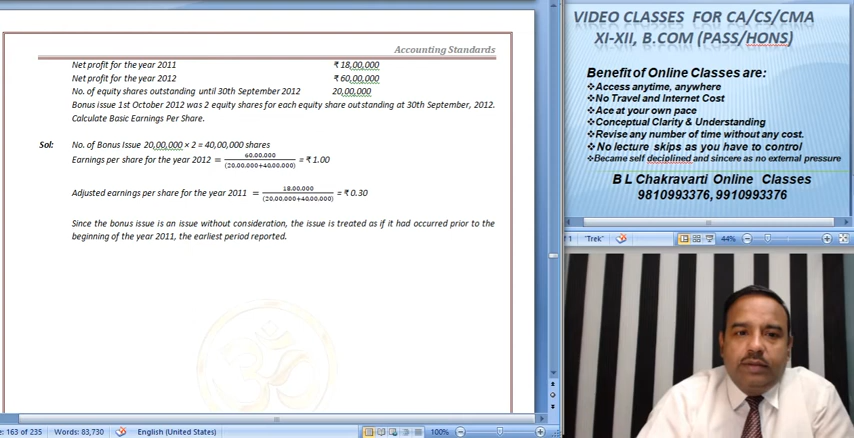 Accounting Standards
Net profit for the year 2011 ₹ 18,00,000
Net profit for the year 2012 ₹ 60,00,000
No. of equity shares outstanding until 30th September 2012 20,00,000
Bonus issue 1st October 2012 was 2 equity shares for each equity share outstanding at 30th September, 2012.
Calculate Basic Earnings Per Share.
Sol: No. of Bonus Issue 20,00,000 × 2 = 40,00,000 shares
Earnings per share for the year 2012 = 60.00.000 / (20.00.000+40.00.000) = ₹ 1.00
Adjusted earnings per share for the year 2011 = 18.00.000 / (20.00.000+40.00.000) = ₹ 0.30
Since the bonus issue is an issue without consideration, the issue is treated as if it had occurred prior to the
beginning of the year 2011, the earliest period reported.
: 163 of 235 Words: 83,730 English (United States) 100%
VIDEO CLASSES FOR CA/CS/CMA
XI-XII, B.COM (PASS/HONS)
Benefit of Online Classes are:
❖Access anytime, anywhere
❖No Travel and Internet Cost
❖Ace at your own pace
❖Conceptual Clarity & Understanding
❖Revise any number of time without any cost.
❖No lecture skips as you have to control
❖Became self deciplined and sincere as no external pressure
B L Chakravarti Online Classes
9810993376, 9910993376
f 1 "Trek" 44%